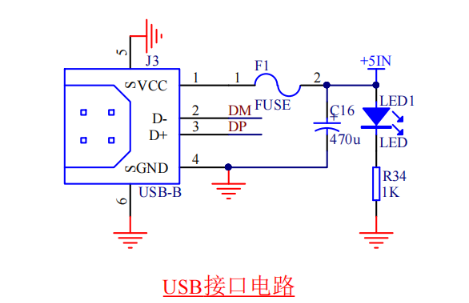 5
J3
F1
+5IN
S
VCC
1
1
2
FUSE
C16
+
470u
LED1
LED
D-
2
DM
D+
3
DP
S
GND
4
USB-B
6
R34
1K
USB接口电路